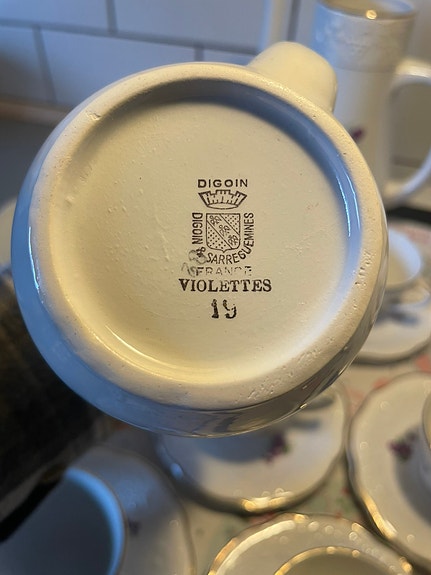 DIGOIN
DIGOIN & SARREGUEMINES
FRANCE
VIOLETTES
19